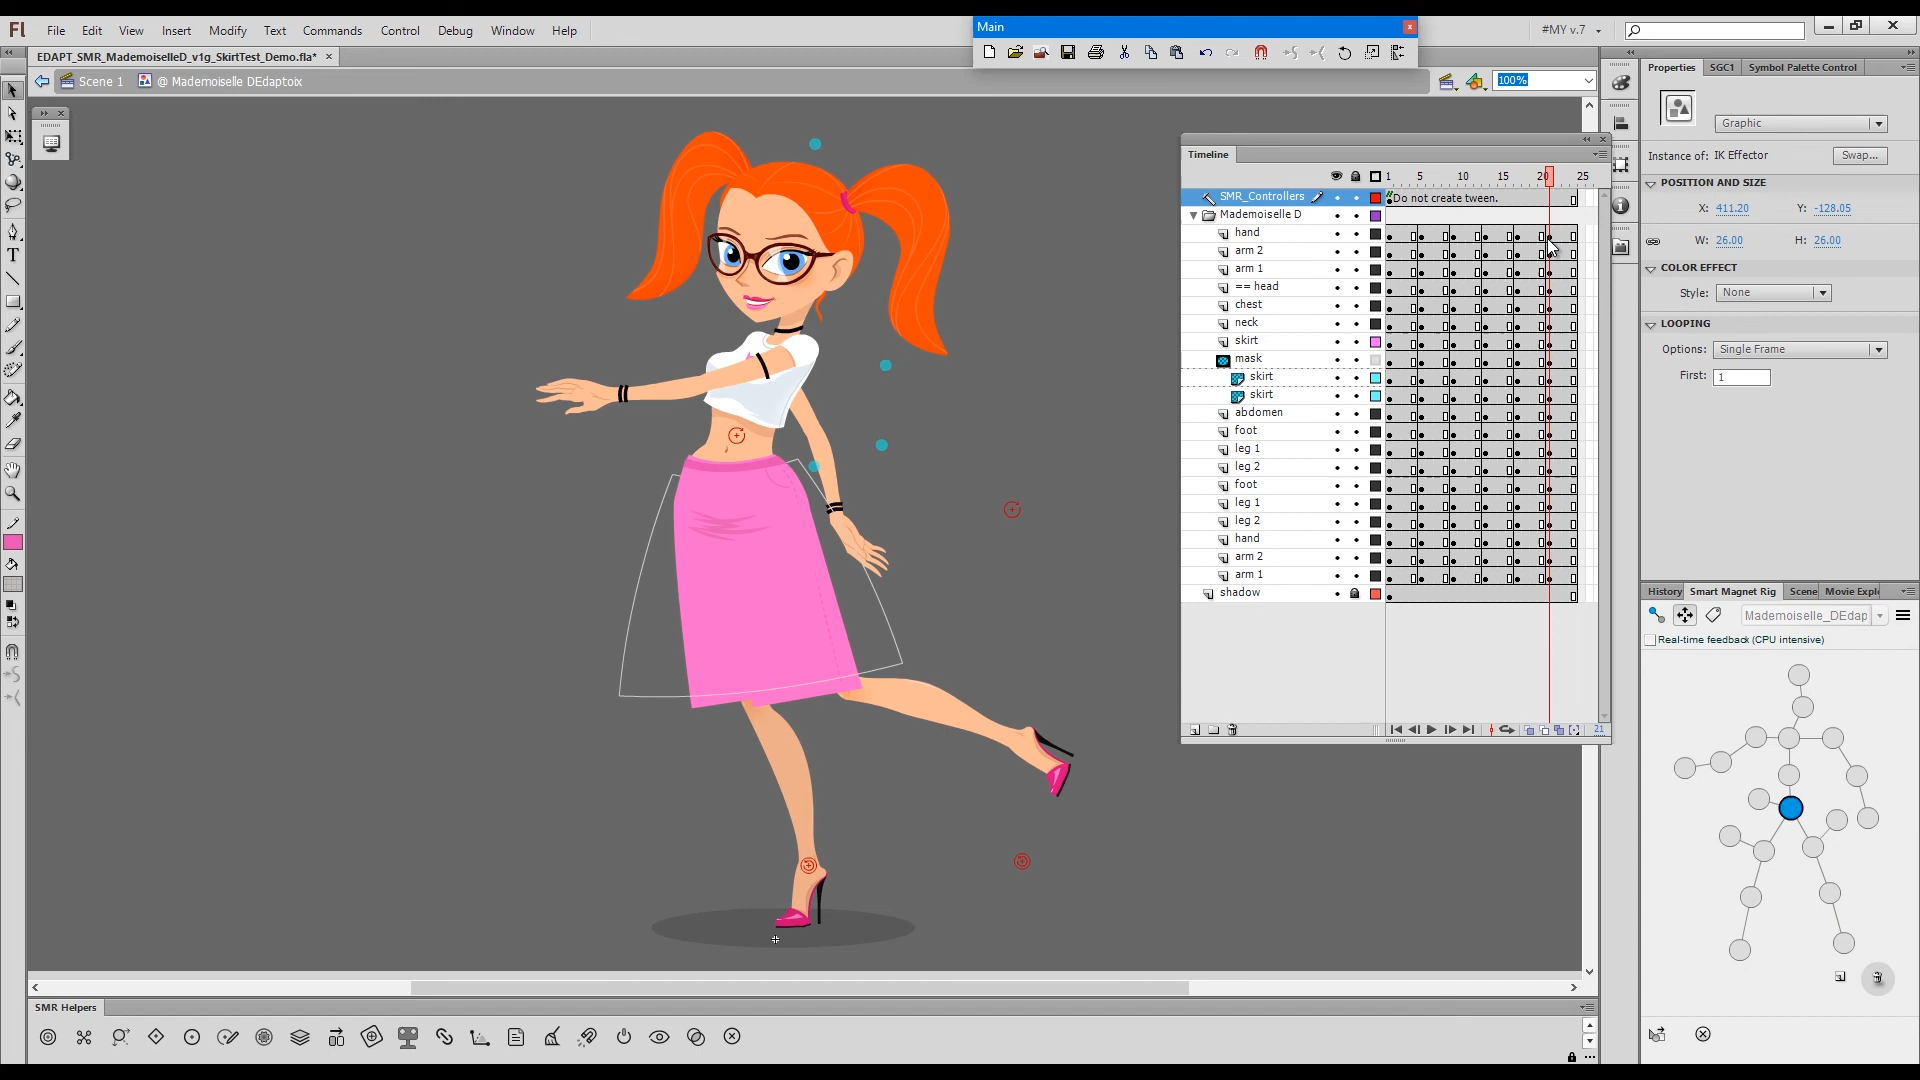 Main
Fl File Edit View Insert Modify Text Commands Control Debug Window Help
#MY v.7
EDAPT_SMR_MademoiselleD_v1g_SkirtTest_Demo.fla* ×
Scene 1 @ Mademoiselle DEdaptoix
100%
Properties SGC1 Symbol Palette Control
Graphic
Instance of: IK Effector Swap...
POSITION AND SIZE
X: 411.20 Y: -128.05
W: 26.00 H: 26.00
COLOR EFFECT
Style: None
LOOPING
Options: Single Frame
First: 1
Timeline
1 5 10 15 20 25
SMR_Controllers Do not create tween.
Mademoiselle D
hand
arm 2
arm 1
== head
chest
neck
skirt
mask
skirt
skirt
abdomen
foot
leg 1
leg 2
foot
leg 1
leg 2
hand
arm 2
arm 1
shadow
21
History Smart Magnet Rig Scene Movie Expl
Mademoiselle_DEdap
Real-time feedback (CPU intensive)
SMR Helpers